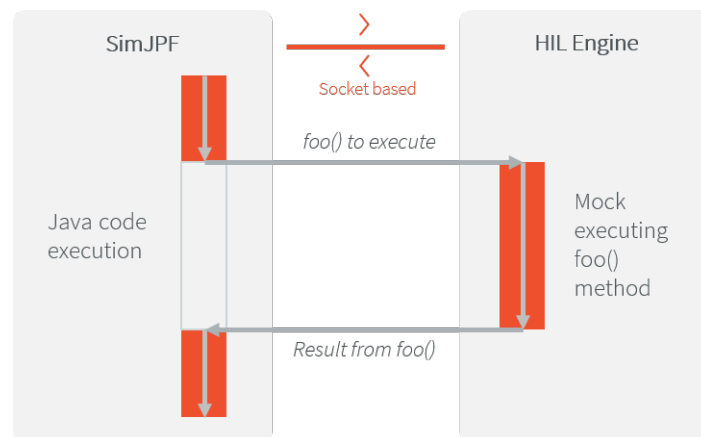 SimJPF
HIL Engine
Socket based
foo() to execute
Java code
execution
Mock
executing
foo()
method
Result from foo()